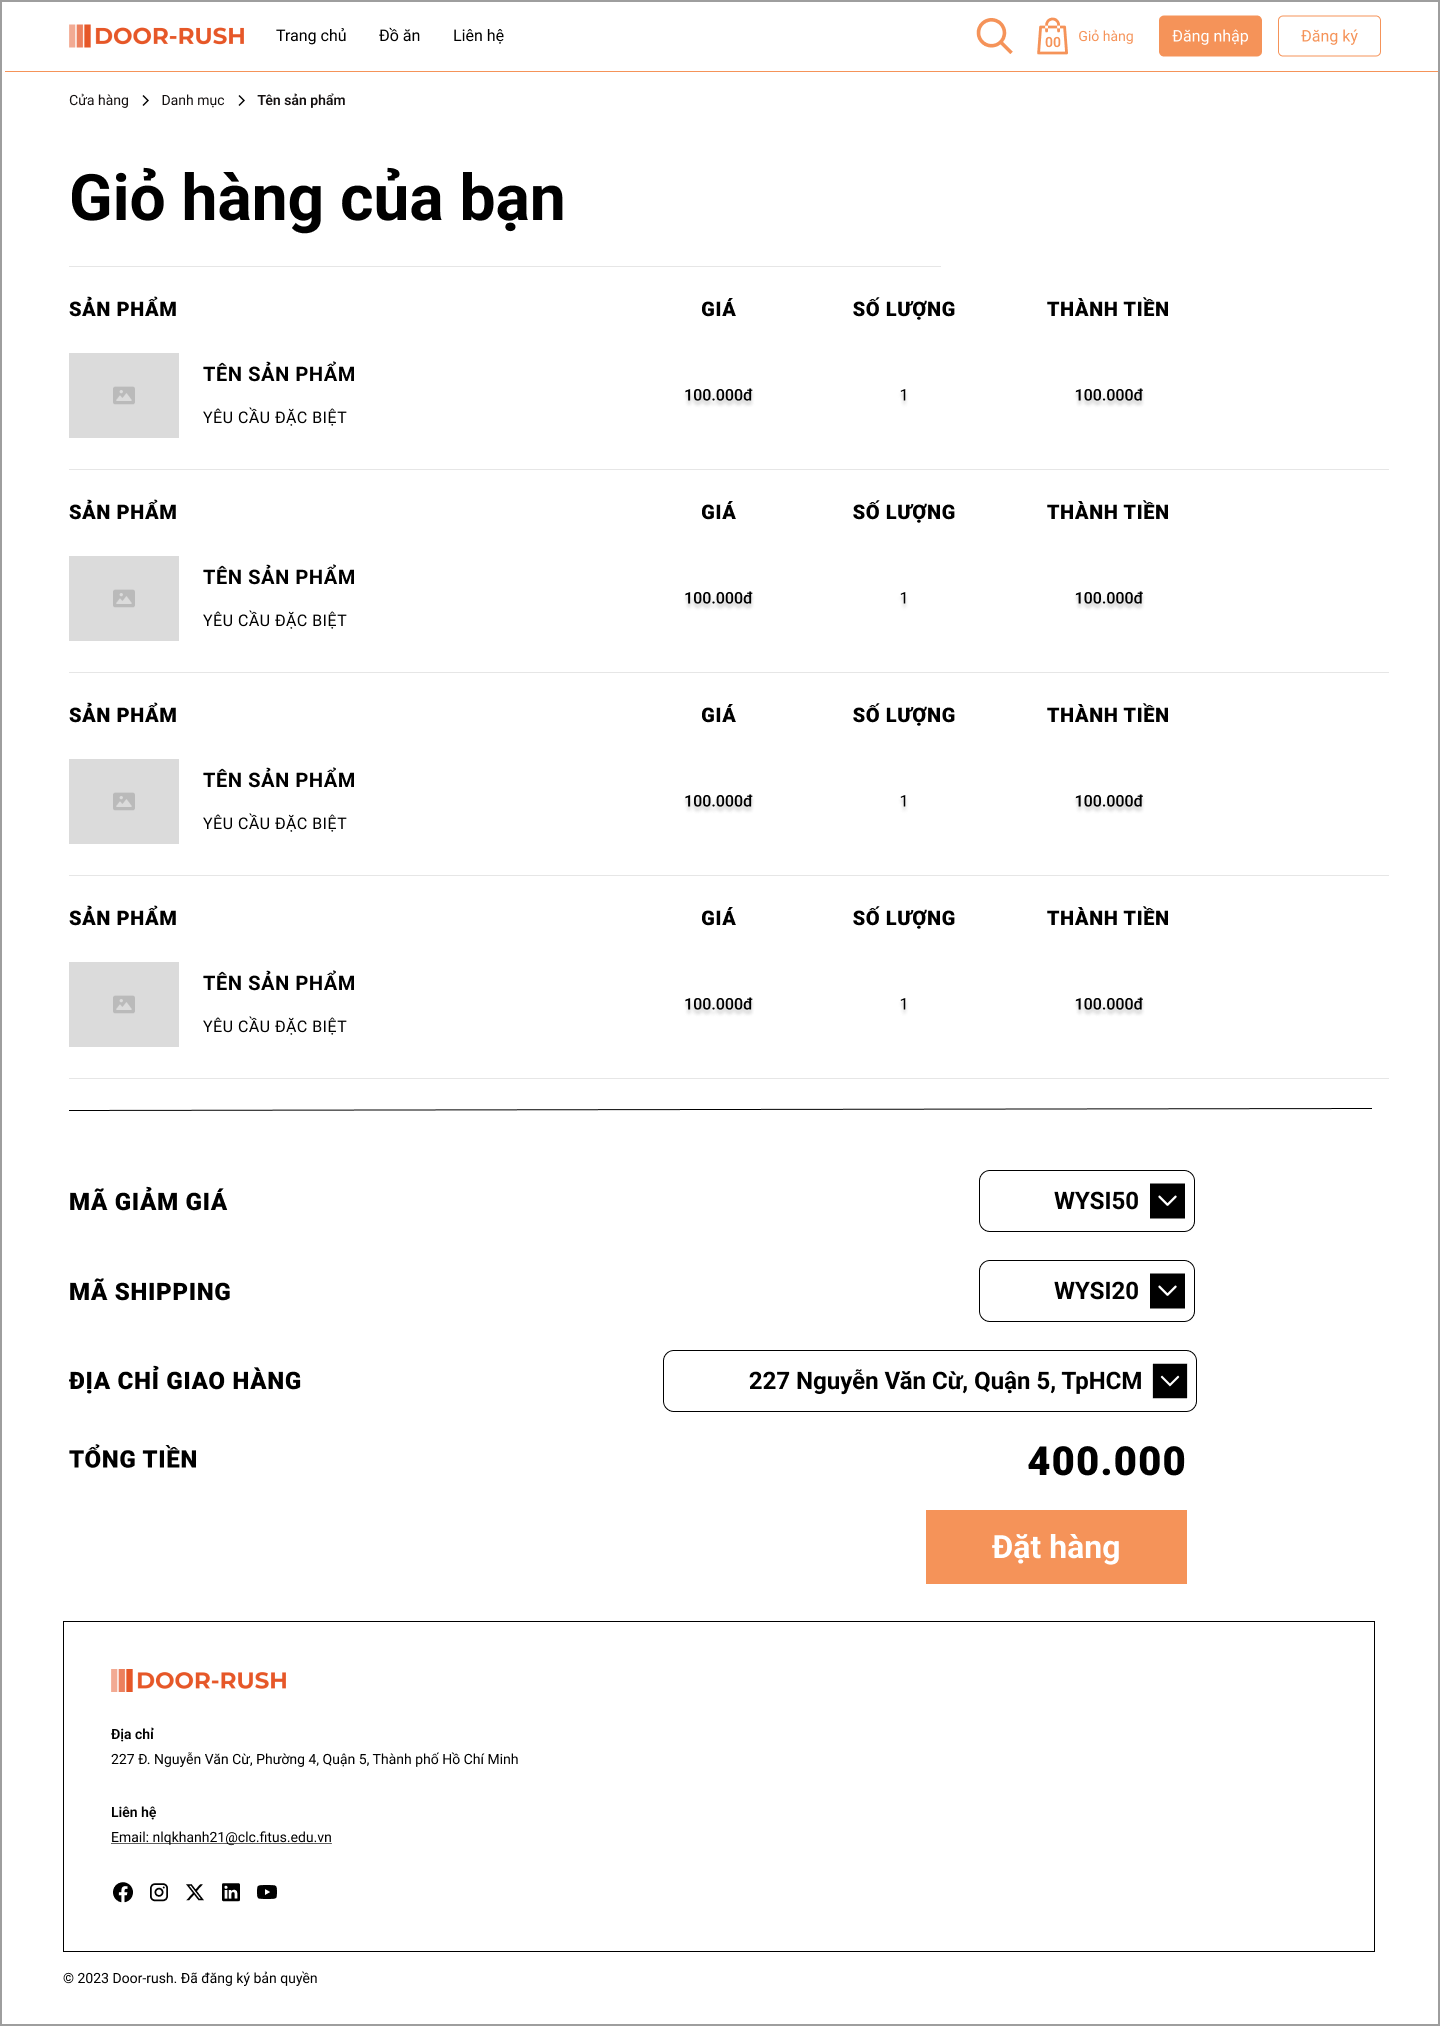 DOOR-RUSH Trang chủ Đồ ăn Liên hệ 00 Giỏ hàng Đăng nhập Đăng ký
Cửa hàng Danh mục Tên sản phẩm
Giỏ hàng của bạn
SẢN PHẨM GIÁ SỐ LƯỢNG THÀNH TIỀN
TÊN SẢN PHẨM
100.000đ 1 100.000đ
YÊU CẦU ĐẶC BIỆT
SẢN PHẨM GIÁ SỐ LƯỢNG THÀNH TIỀN
TÊN SẢN PHẨM
100.000đ 1 100.000đ
YÊU CẦU ĐẶC BIỆT
SẢN PHẨM GIÁ SỐ LƯỢNG THÀNH TIỀN
TÊN SẢN PHẨM
100.000đ 1 100.000đ
YÊU CẦU ĐẶC BIỆT
SẢN PHẨM GIÁ SỐ LƯỢNG THÀNH TIỀN
TÊN SẢN PHẨM
100.000đ 1 100.000đ
YÊU CẦU ĐẶC BIỆT
MÃ GIẢM GIÁ WYSI50
MÃ SHIPPING WYSI20
ĐỊA CHỈ GIAO HÀNG 227 Nguyễn Văn Cừ, Quận 5, TpHCM
TỔNG TIỀN 400.000
Đặt hàng
DOOR-RUSH
Địa chỉ
227 Đ. Nguyễn Văn Cừ, Phường 4, Quận 5, Thành phố Hồ Chí Minh
Liên hệ
Email: nlqkhanh21@clc.fitus.edu.vn
© 2023 Door-rush. Đã đăng ký bản quyền